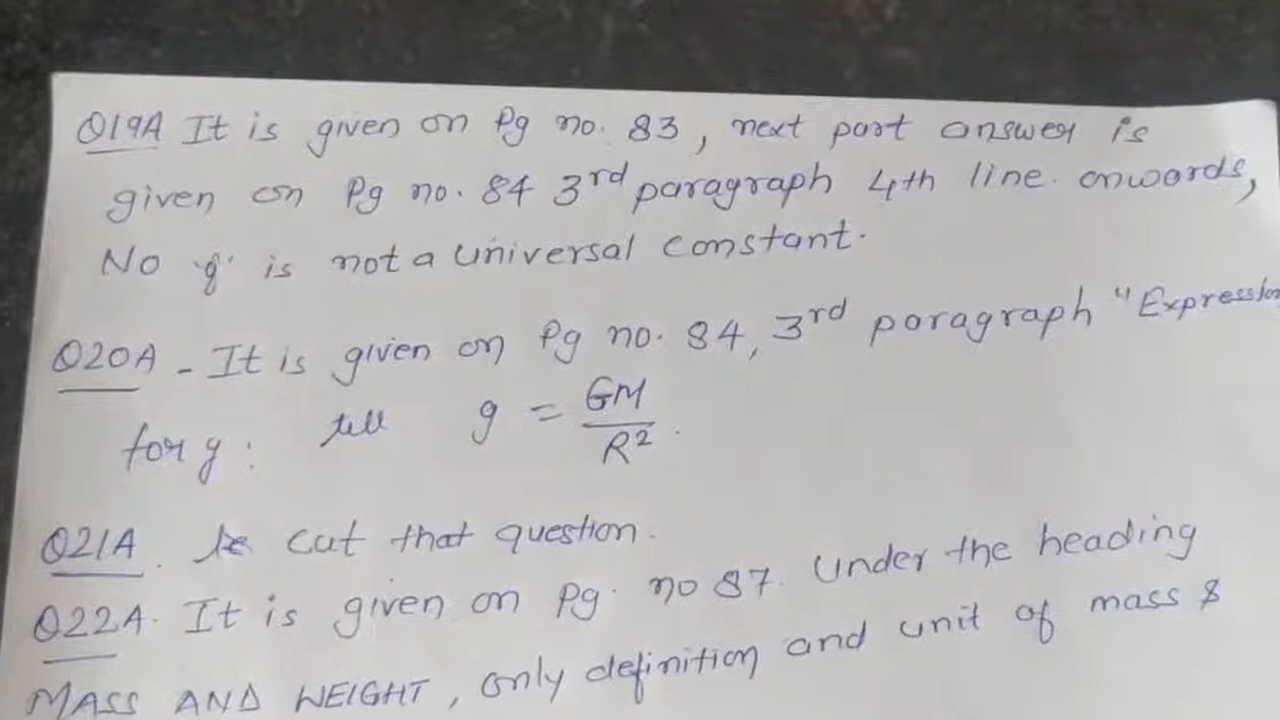 Q19A It is given on Pg no. 83, next part answer is
given on Pg no. 84 3rd paragraph 4th line. onwards,
No 'g' is not a universal constant.
Q20A - It is given on Pg no. 84, 3rd paragraph "Expression
for g: till g = GM/R².
Q21A. cut that question.
Q22A. It is given on Pg. no 87. Under the heading
MASS AND WEIGHT, only definition and unit of mass &